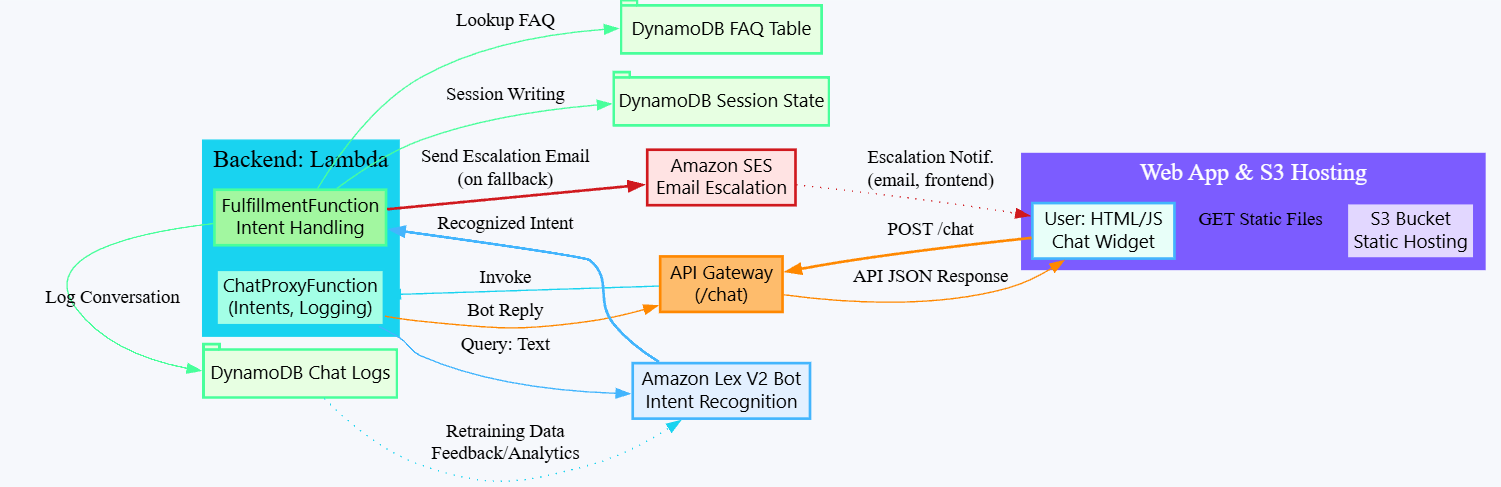 Lookup FAQ
DynamoDB FAQ Table
Session Writing
DynamoDB Session State
Backend: Lambda
FulfillmentFunction
Intent Handling
Send Escalation Email
(on fallback)
Amazon SES
Email Escalation
Escalation Notif.
(email, frontend)
Web App & S3 Hosting
User: HTML/JS
Chat Widget
GET Static Files
S3 Bucket
Static Hosting
Recognized Intent
POST /chat
ChatProxyFunction
(Intents, Logging)
Invoke
API Gateway
(/chat)
API JSON Response
Log Conversation
Bot Reply
Query: Text
DynamoDB Chat Logs
Amazon Lex V2 Bot
Intent Recognition
Retraining Data
Feedback/Analytics